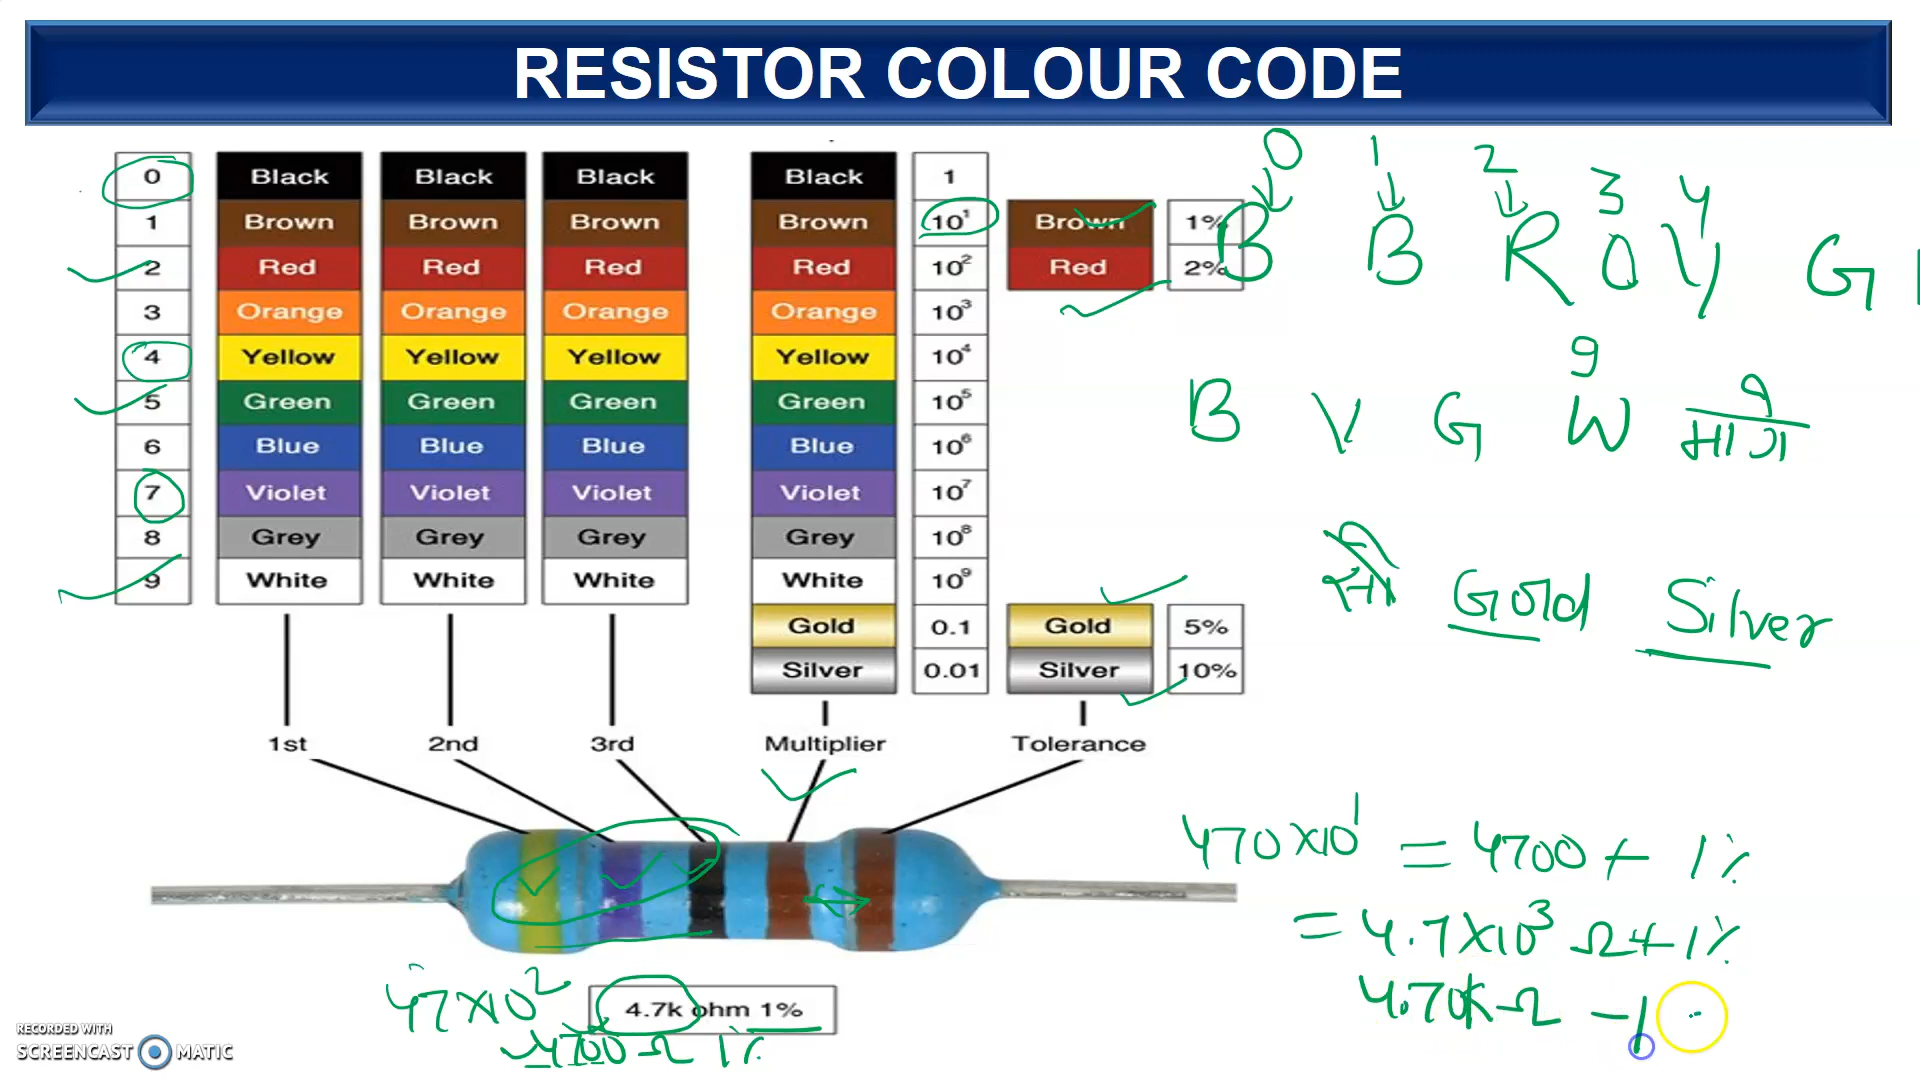 RESISTOR COLOUR CODE
0 Black Black Black Black 1
1 Brown Brown Brown Brown 10¹ Brown 1%
2 Red Red Red Red 10² Red 2%
3 Orange Orange Orange Orange 10³
4 Yellow Yellow Yellow Yellow 10⁴
5 Green Green Green Green 10⁵
6 Blue Blue Blue Blue 10⁶
7 Violet Violet Violet Violet 10⁷
8 Grey Grey Grey Grey 10⁸
9 White White White White 10⁹
Gold 0.1 Gold 5%
Silver 0.01 Silver 10%
1st 2nd 3rd Multiplier Tolerance
0 1 2 3 4
B B R O Y G
9
B V G W
Gold Silver
470×10¹ = 4700 + 1%
= 4.7×10³ Ω + 1%
4.70K Ω – 1
47×10²
4.7k ohm 1%
4700 Ω 1%
RECORDED WITH
SCREENCAST MATIC